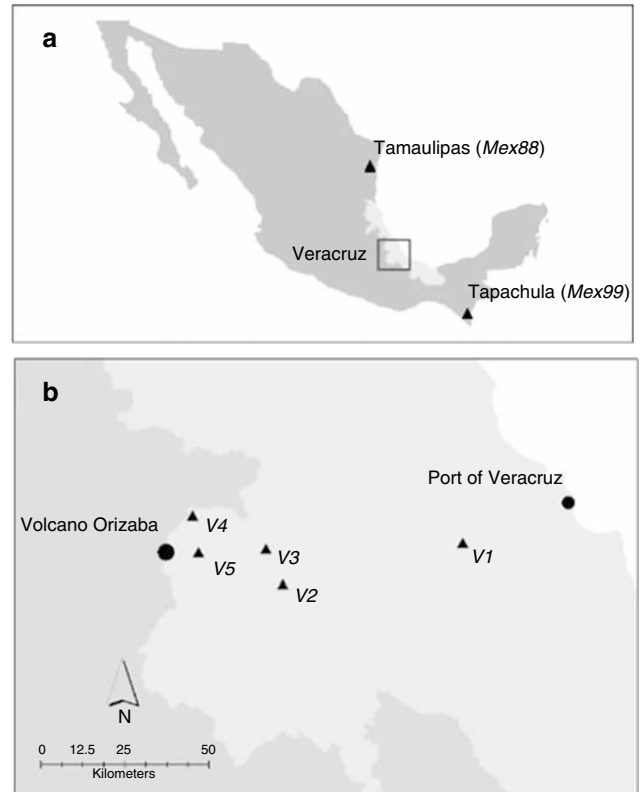 a
Tamaulipas (Mex88)
Veracruz
Tapachula (Mex99)
b
Port of Veracruz
Volcano Orizaba
V4
V5
V3
V2
V1
N
0 12.5 25 50
Kilometers